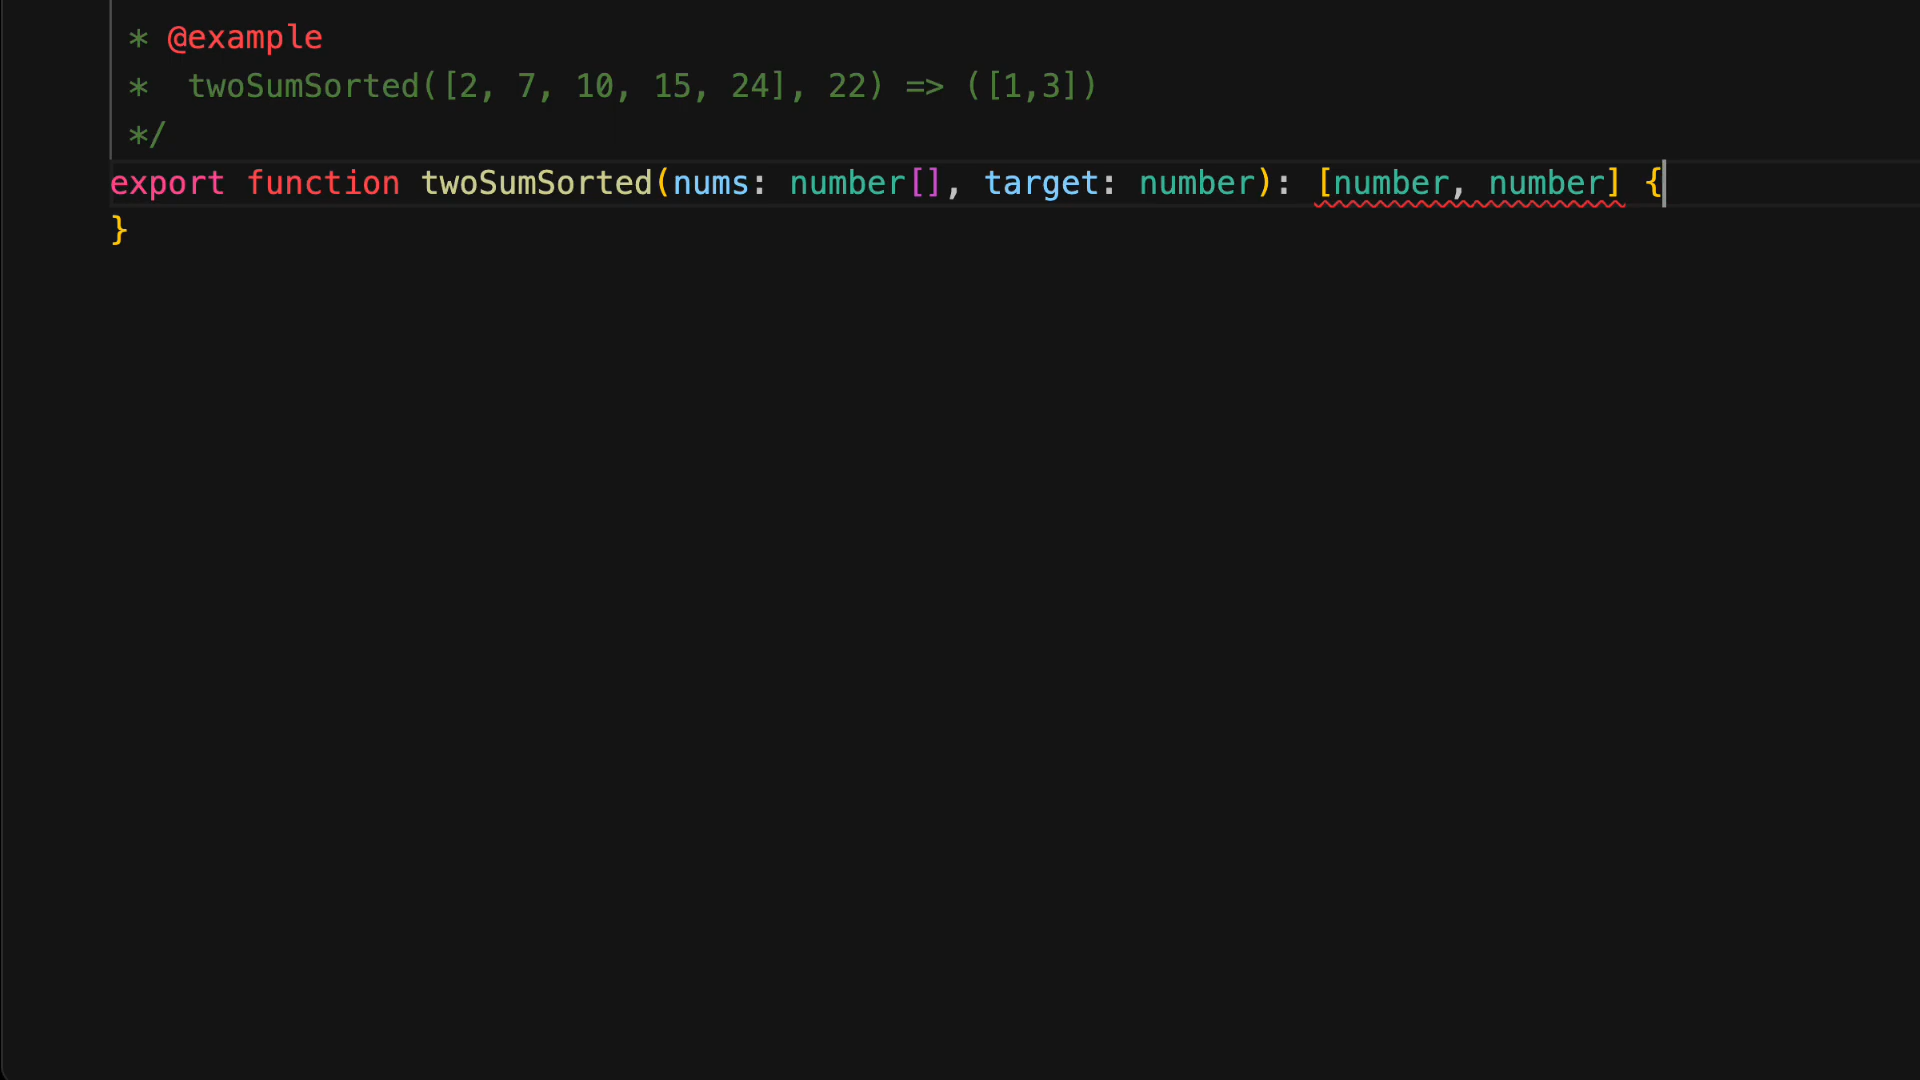 * @example
*  twoSumSorted([2, 7, 10, 15, 24], 22) => ([1,3])
*/
export function twoSumSorted(nums: number[], target: number): [number, number] {
}